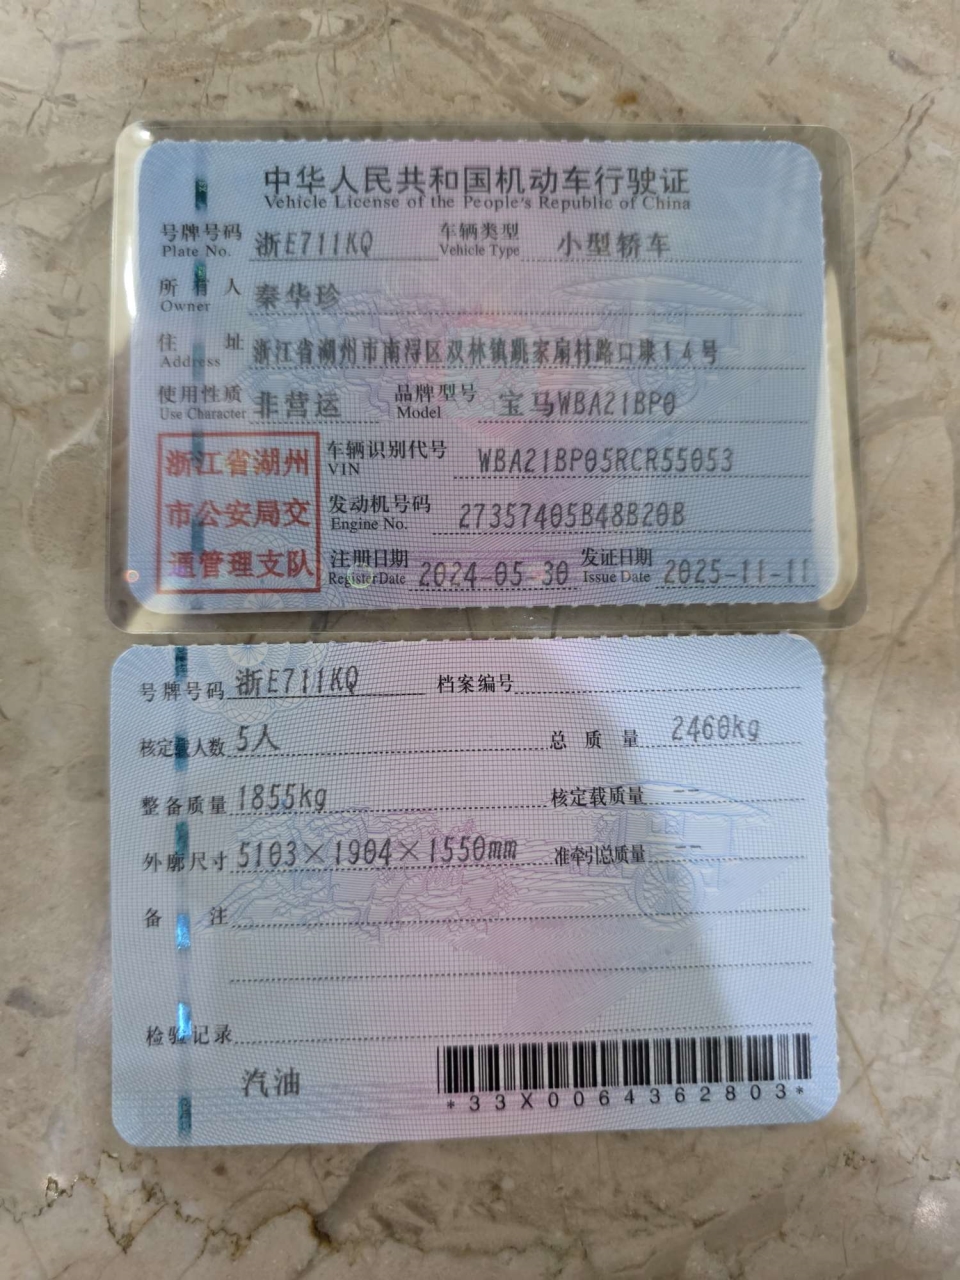 中华人民共和国机动车行驶证
Vehicle License of the People's Republic of China
号牌号码 浙E711KQ 车辆类型 小型轿车
Plate No. Vehicle Type
所有人 秦华珍
Owner
住址 浙江省湖州市南浔区双林镇跳家扇村路口埭14号
Address
使用性质 非营运 品牌型号 宝马WBA21BP0
Use Character Model
浙江省湖州
市公安局交
通管理支队
车辆识别代号 WBA21BP05RCR55053
VIN
发动机号码 27357405B48B20B
Engine No.
注册日期 2024-05-30 发证日期 2025-11-11
Register Date Issue Date
号牌号码 浙E711KQ 档案编号
核定载人数 5人 总质量 2460kg
整备质量 1855kg 核定载质量 --
外廓尺寸 5103×1904×1550mm 准牵引总质量 --
备注
检验记录
汽油
*33X0064362803*